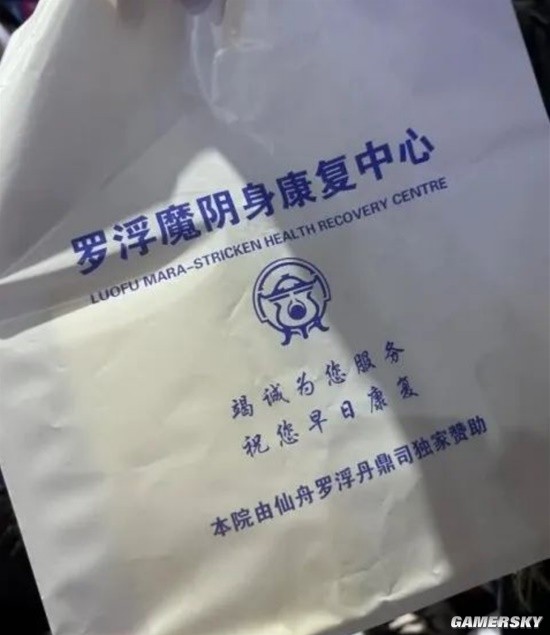 罗浮魔阴身康复中心
LUOFU MARA-STRICKEN HEALTH RECOVERY CENTRE
竭诚为您服务
祝您早日康复
本院由仙舟罗浮丹鼎司独家赞助
GAMERSKY